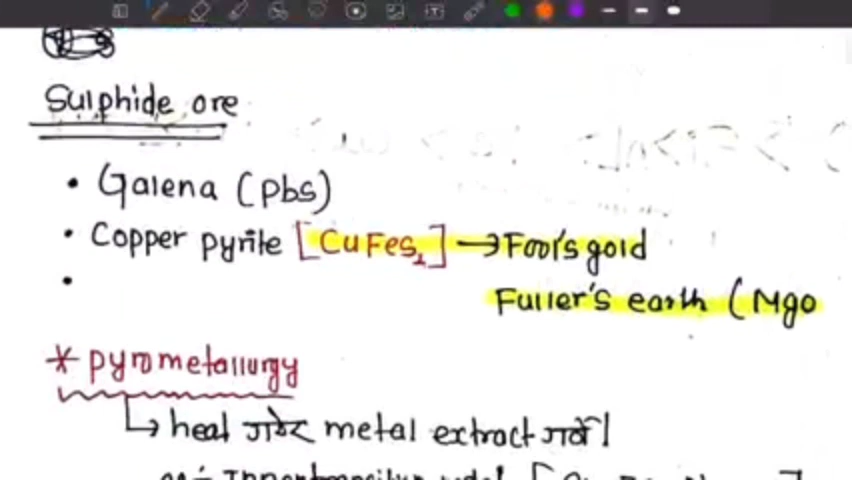 Sulphide ore
• Galena (Pbs)
• Copper pyrite [CuFeS₂] → Fool's gold
•
Fuller's earth (Mgo
* pyrometallurgy
↳ heat गरेर metal extract गर्ने।